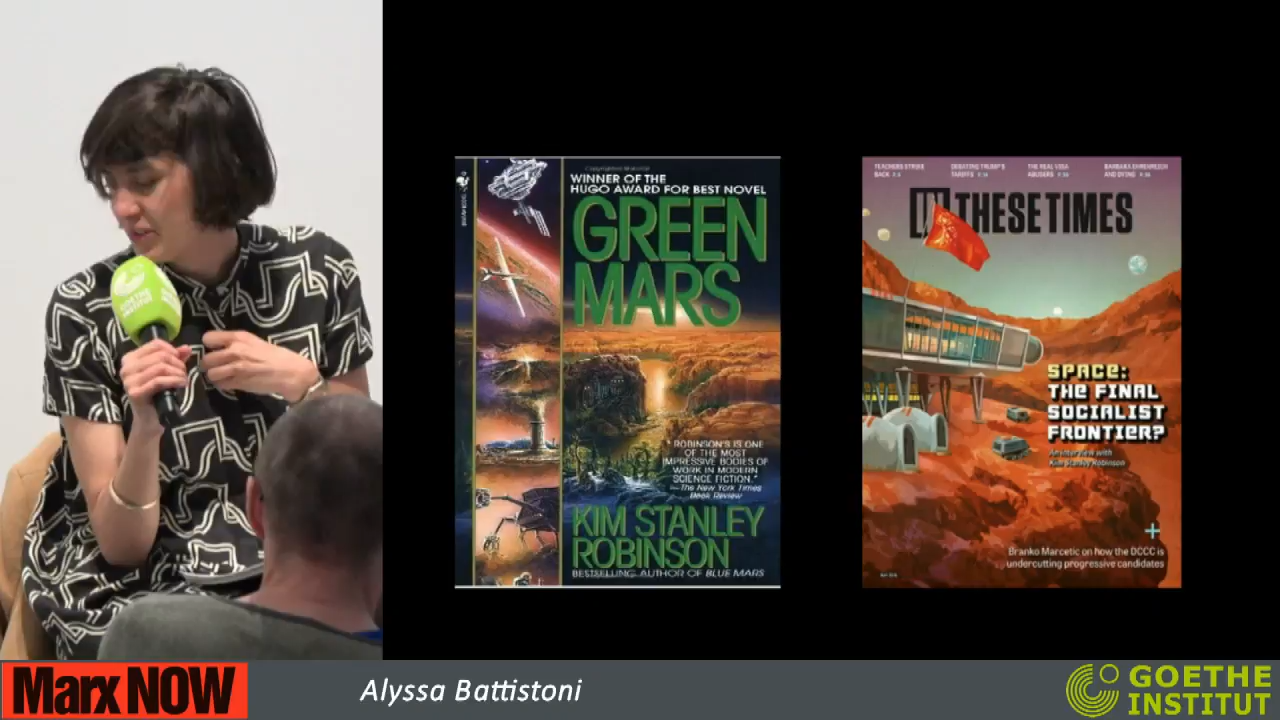 GOETHE
INSTITUT
WINNER OF THE
HUGO AWARD FOR BEST NOVEL
GREEN
MARS
"ROBINSON'S IS ONE
OF THE MOST
IMPRESSIVE BODIES OF
WORK IN MODERN
SCIENCE FICTION."
—The New York Times
Book Review
KIM STANLEY
ROBINSON
BESTSELLING AUTHOR OF BLUE MARS
TEACHERS STRIKE
BACK
DEBATING TRUMP'S
TARIFFS
THE REAL VISA
ABUSERS
BARBARA EHRENREICH
AND DYING
IN THESE TIMES
SPACE:
THE FINAL
SOCIALIST
FRONTIER?
An interview with
Kim Stanley Robinson
Branko Marcetic on how the DCCC is
undercutting progressive candidates
Marx NOW
Alyssa Battistoni
GOETHE
INSTITUT